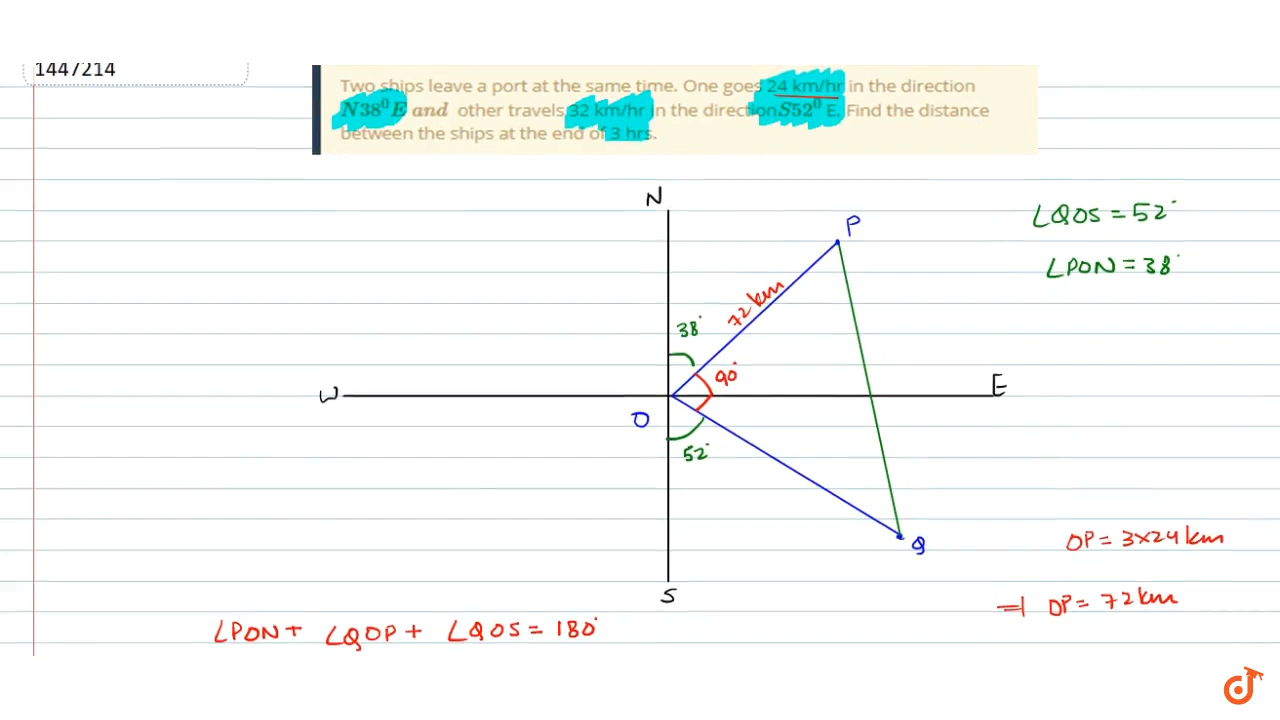 1447214
Two ships leave a port at the same time. One goes 24 km/hr in the direction
N38⁰E and other travels 32 km/hr in the direction S52⁰ E. Find the distance
between the ships at the end of 3 hrs.
N
P
∠QOS = 52°
∠PON = 38°
72 km
38°
90°
W
E
O
52°
Q
OP = 3×24 km
S
⇒ OP = 72 km
∠PON + ∠QOP + ∠QOS = 180°